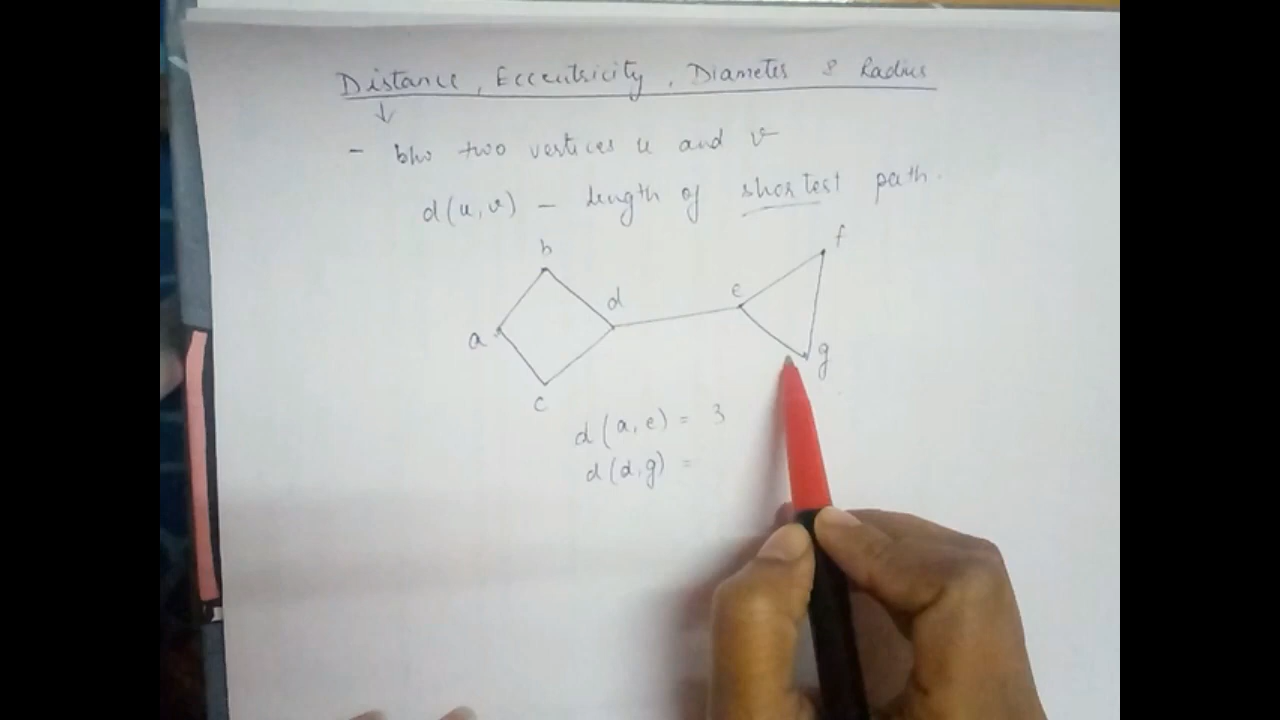 Distance, Eccentricity, Diameter & Radius
- b/w two vertices u and v
d(u,v) - length of shortest path.
b
f
d
e
a
g
c
d(a,e) = 3
d(d,g) =